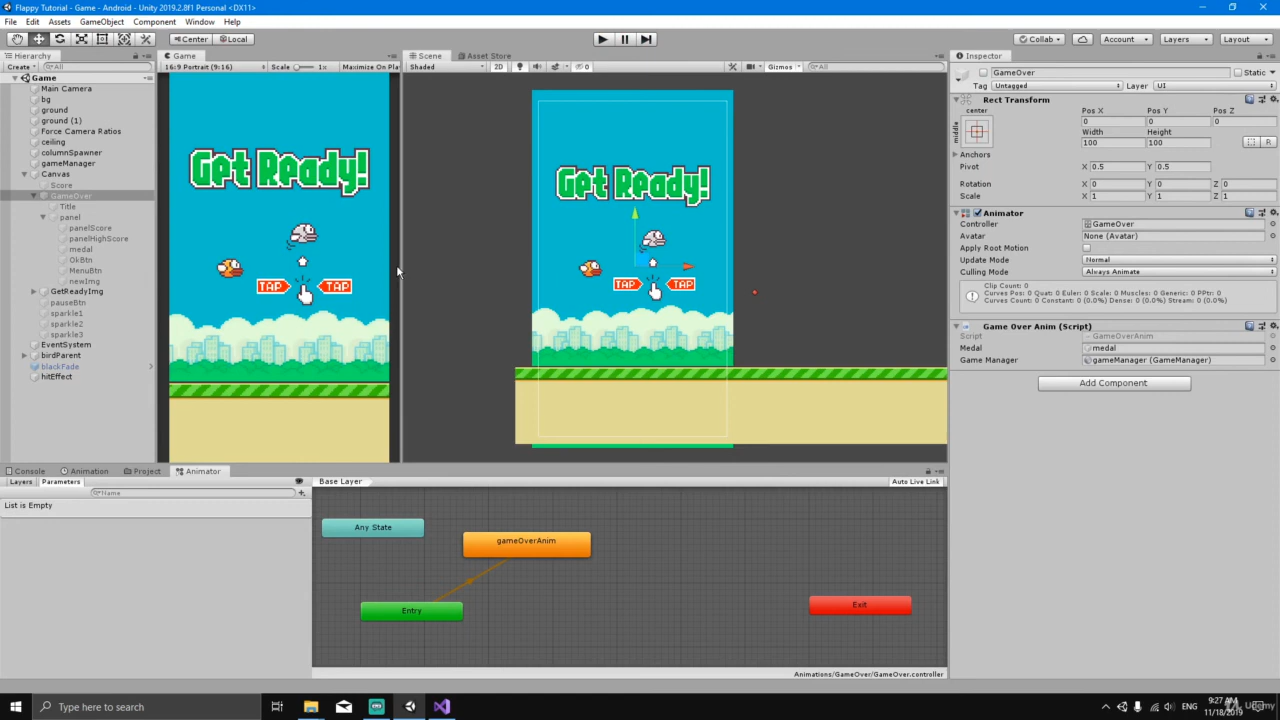 Flappy Tutorial - Game - Android - Unity 2019.2.8f1 Personal <DX11>
File Edit Assets GameObject Component Window Help
Center Local Collab Account Layers Layout
Hierarchy Game Scene Asset Store Inspector
Create All 16:9 Portrait (9:16) Scale 1x Maximize On Pla Shaded 2D 0 Gizmos All
GameOver Static
Tag Untagged Layer UI
Game
Main Camera
bg
ground
ground (1)
Force Camera Ratios
ceiling
columnSpawner
gameManager
Canvas
Score
GameOver
Title
panel
panelScore
panelHighScore
medal
OkBtn
MenuBtn
newImg
GetReadyImg
pauseBtn
sparkle1
sparkle2
sparkle3
EventSystem
birdParent
blackFade
hitEffect
Get Ready!
TAP TAP
Get Ready!
TAP TAP
Rect Transform
center Pos X Pos Y Pos Z
middle 0 0 0
Width Height
100 100 R
Anchors
Pivot X 0.5 Y 0.5
Rotation X 0 Y 0 Z 0
Scale X 1 Y 1 Z 1
Animator
Controller GameOver
Avatar None (Avatar)
Apply Root Motion
Update Mode Normal
Culling Mode Always Animate
Clip Count: 0
Curves Pos: 0 Quat: 0 Euler: 0 Scale: 0 Muscles: 0 Generic: 0 PPtr: 0
Curves Count: 0 Constant: 0 (0.0%) Dense: 0 (0.0%) Stream: 0 (0.0%)
Game Over Anim (Script)
Script GameOverAnim
Medal medal
Game Manager gameManager (GameManager)
Add Component
Console Animation Project Animator
Layers Parameters Base Layer Auto Live Link
Name
List is Empty
Any State
gameOverAnim
Entry
Exit
Animations/GameOver/GameOver.controller
Type here to search
9:27 AM
11/18/2019
Udemy